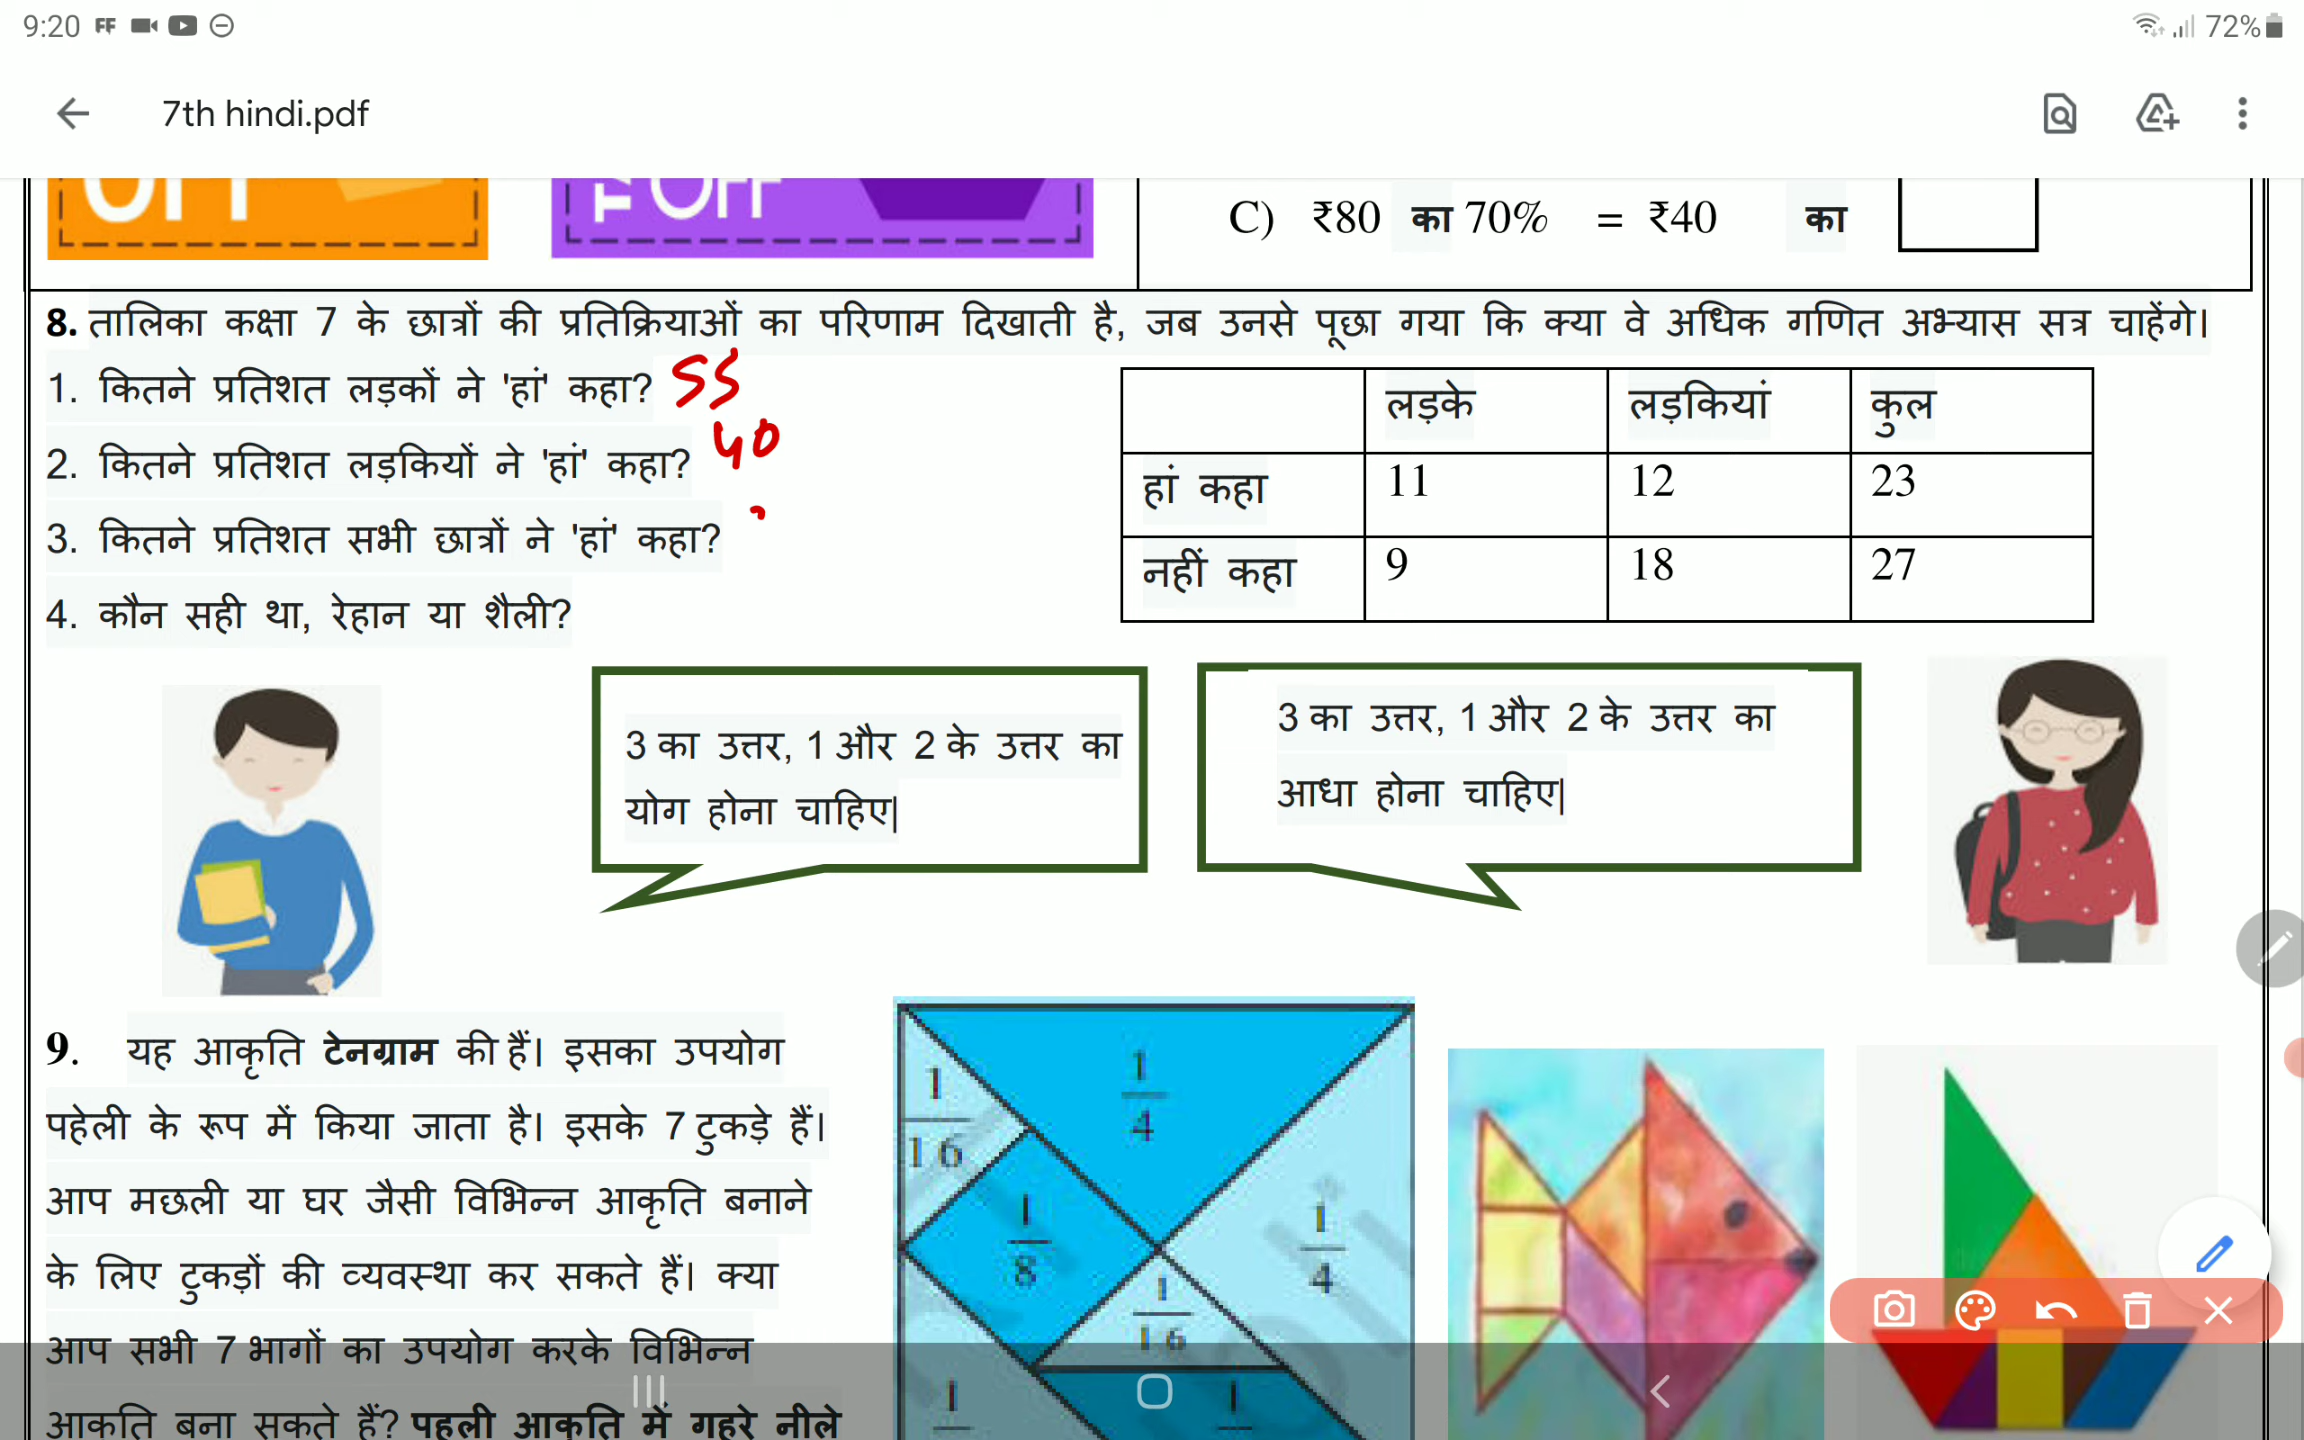 9:20
72%
7th hindi.pdf
OFF
OFF
C) ₹80 का 70% = ₹40 का
8. तालिका कक्षा 7 के छात्रों की प्रतिक्रियाओं का परिणाम दिखाती है, जब उनसे पूछा गया कि क्या वे अधिक गणित अभ्यास सत्र चाहेंगे।
1. कितने प्रतिशत लड़कों ने 'हां' कहा? 55
2. कितने प्रतिशत लड़कियों ने 'हां' कहा? 40
3. कितने प्रतिशत सभी छात्रों ने 'हां' कहा?
4. कौन सही था, रेहान या शैली?
लड़के लड़कियां कुल
हां कहा 11 12 23
नहीं कहा 9 18 27
3 का उत्तर, 1 और 2 के उत्तर का
योग होना चाहिए|
3 का उत्तर, 1 और 2 के उत्तर का
आधा होना चाहिए|
9. यह आकृति टेनग्राम की हैं। इसका उपयोग
पहेली के रूप में किया जाता है। इसके 7 टुकड़े हैं।
आप मछली या घर जैसी विभिन्न आकृति बनाने
के लिए टुकड़ों की व्यवस्था कर सकते हैं। क्या
आप सभी 7 भागों का उपयोग करके विभिन्न
आकृति बना सकते हैं? पहली आकृति में गहरे नीले
1/16
1/4
1/8
1/4
1/16
1
1